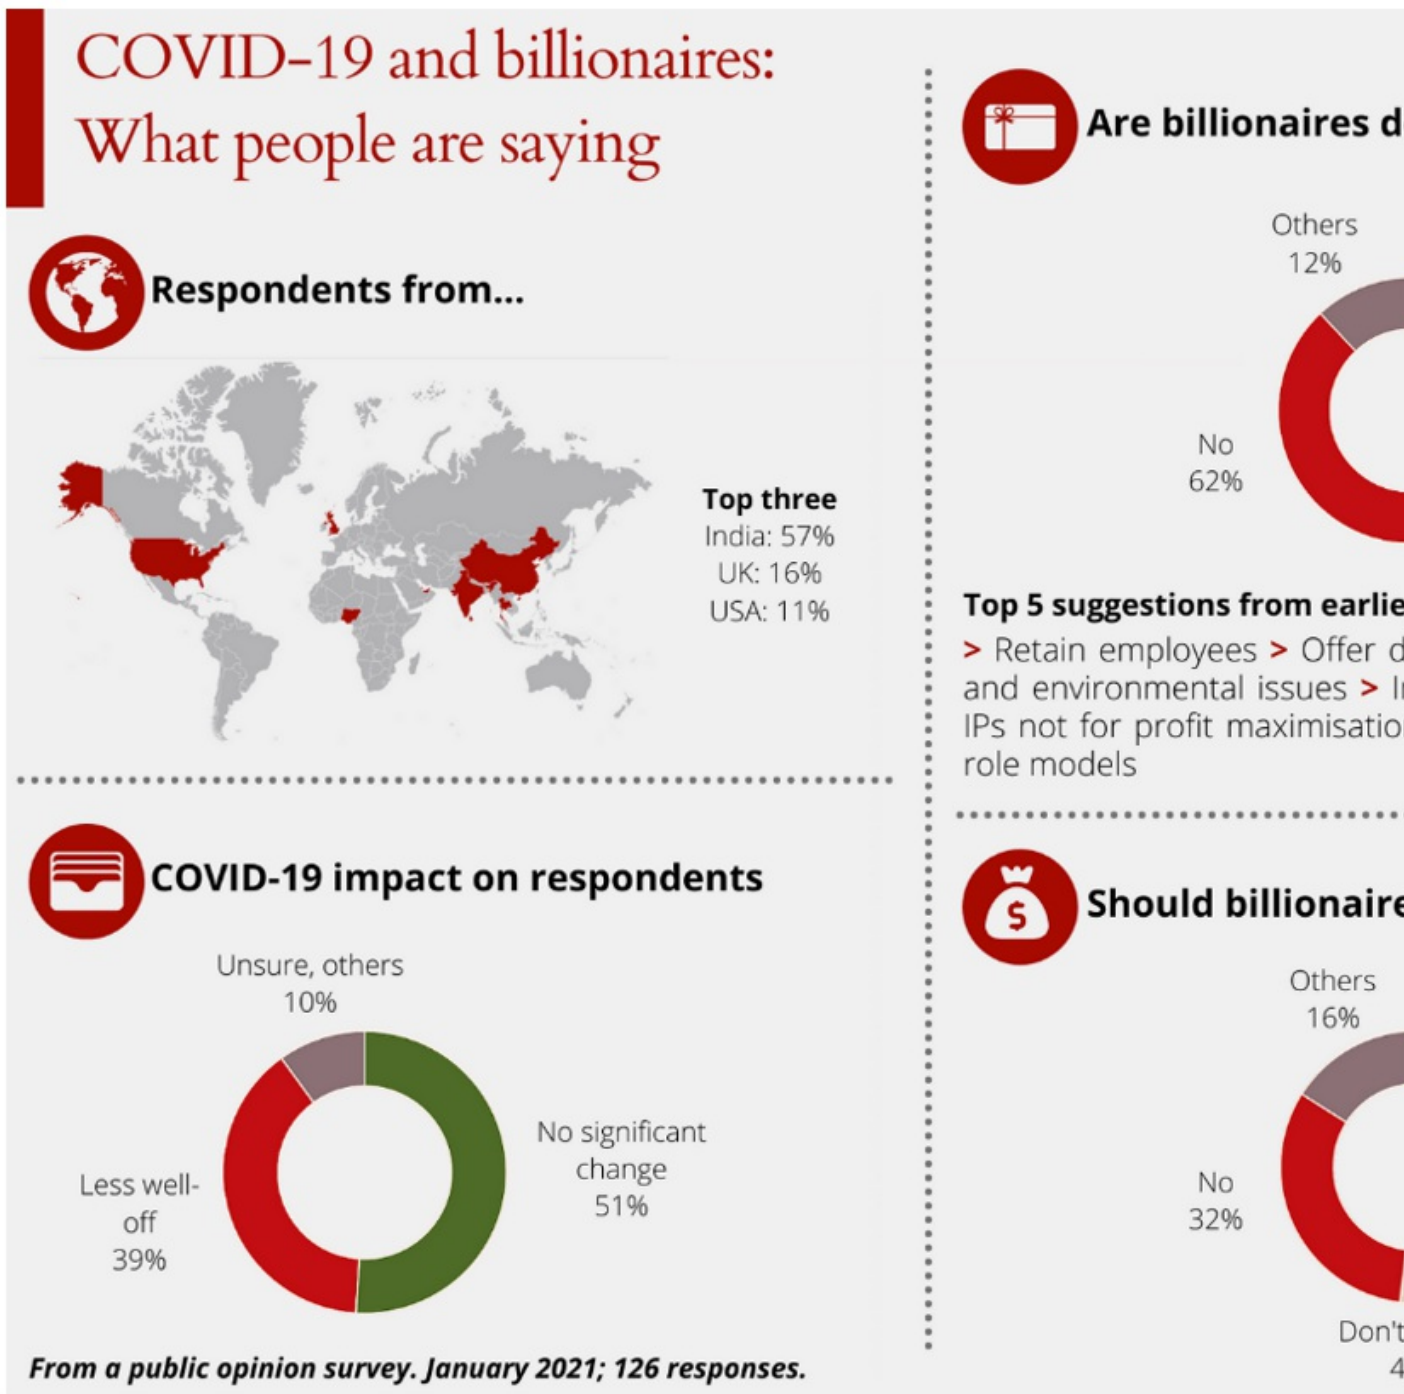 COVID-19 and billionaires:
What people are saying
Respondents from...
Top three
India: 57%
UK: 16%
USA: 11%
COVID-19 impact on respondents
Unsure, others
10%
No significant
change
51%
Less well-
off
39%
From a public opinion survey. January 2021; 126 responses.
Are billionaires
Others
12%
No
62%
Top 5 suggestions from
> Retain employees > Offer
and environmental issues >
IPs not for profit
role models
$
Should
Others
16%
No
32%